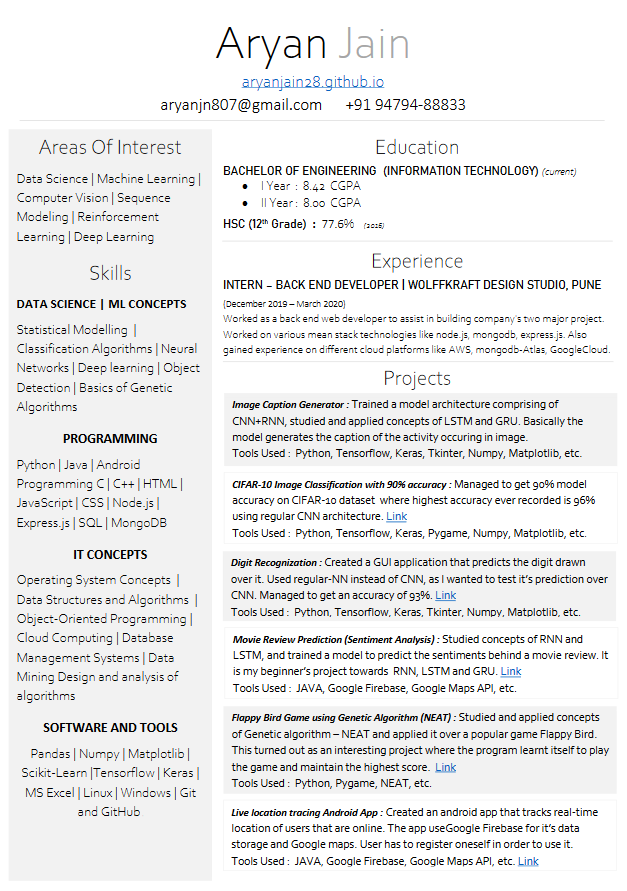 Aryan Jain
aryanjain28.github.io
aryanjn807@gmail.com +91 94794-88833
Areas Of Interest
Data Science | Machine Learning |
Computer Vision | Sequence
Modeling | Reinforcement
Learning | Deep Learning
Skills
DATA SCIENCE | ML CONCEPTS
Statistical Modelling |
Classification Algorithms | Neural
Networks | Deep learning | Object
Detection | Basics of Genetic
Algorithms
PROGRAMMING
Python | Java | Android
Programming C | C++ | HTML |
JavaScript | CSS | Node.js |
Express.js | SQL | MongoDB
IT CONCEPTS
Operating System Concepts |
Data Structures and Algorithms |
Object-Oriented Programming |
Cloud Computing | Database
Management Systems | Data
Mining Design and analysis of
algorithms
SOFTWARE AND TOOLS
Pandas | Numpy | Matplotlib |
Scikit-Learn |Tensorflow | Keras |
MS Excel | Linux | Windows | Git
and GitHub
Education
BACHELOR OF ENGINEERING (INFORMATION TECHNOLOGY) (current)
• I Year : 8.42 CGPA
• II Year : 8.00 CGPA
HSC (12th Grade) : 77.6% (2016)
Experience
INTERN – BACK END DEVELOPER | WOLFFKRAFT DESIGN STUDIO, PUNE
(December 2019 – March 2020)
Worked as a back end web developer to assist in building company's two major project.
Worked on various mean stack technologies like node.js, mongodb, express.js. Also
gained experience on different cloud platforms like AWS, mongodb-Atlas, GoogleCloud.
Projects
Image Caption Generator : Trained a model architecture comprising of
CNN+RNN, studied and applied concepts of LSTM and GRU. Basically the
model generates the caption of the activity occuring in image.
Tools Used : Python, Tensorflow, Keras, Tkinter, Numpy, Matplotlib, etc.
CIFAR-10 Image Classification with 90% accuracy : Managed to get 90% model
accuracy on CIFAR-10 dataset where highest accuracy ever recorded is 96%
using regular CNN architecture. Link
Tools Used : Python, Tensorflow, Keras, Pygame, Numpy, Matplotlib, etc.
Digit Recognization : Created a GUI application that predicts the digit drawn
over it. Used regular-NN instead of CNN, as I wanted to test it's prediction over
CNN. Managed to get an accuracy of 93%. Link
Tools Used : Python, Tensorflow, Keras, Tkinter, Numpy, Matplotlib, etc.
Movie Review Prediction (Sentiment Analysis) : Studied concepts of RNN and
LSTM, and trained a model to predict the sentiments behind a movie review. It
is my beginner's project towards RNN, LSTM and GRU. Link
Tools Used : JAVA, Google Firebase, Google Maps API, etc.
Flappy Bird Game using Genetic Algorithm (NEAT) : Studied and applied concepts
of Genetic algorithm – NEAT and applied it over a popular game Flappy Bird.
This turned out as an interesting project where the program learnt itself to play
the game and maintain the highest score. Link
Tools Used : Python, Pygame, NEAT, etc.
Live location tracing Android App : Created an android app that tracks real-time
location of users that are online. The app useGoogle Firebase for it's data
storage and Google maps. User has to register oneself in order to use it.
Tools Used : JAVA, Google Firebase, Google Maps API, etc. Link